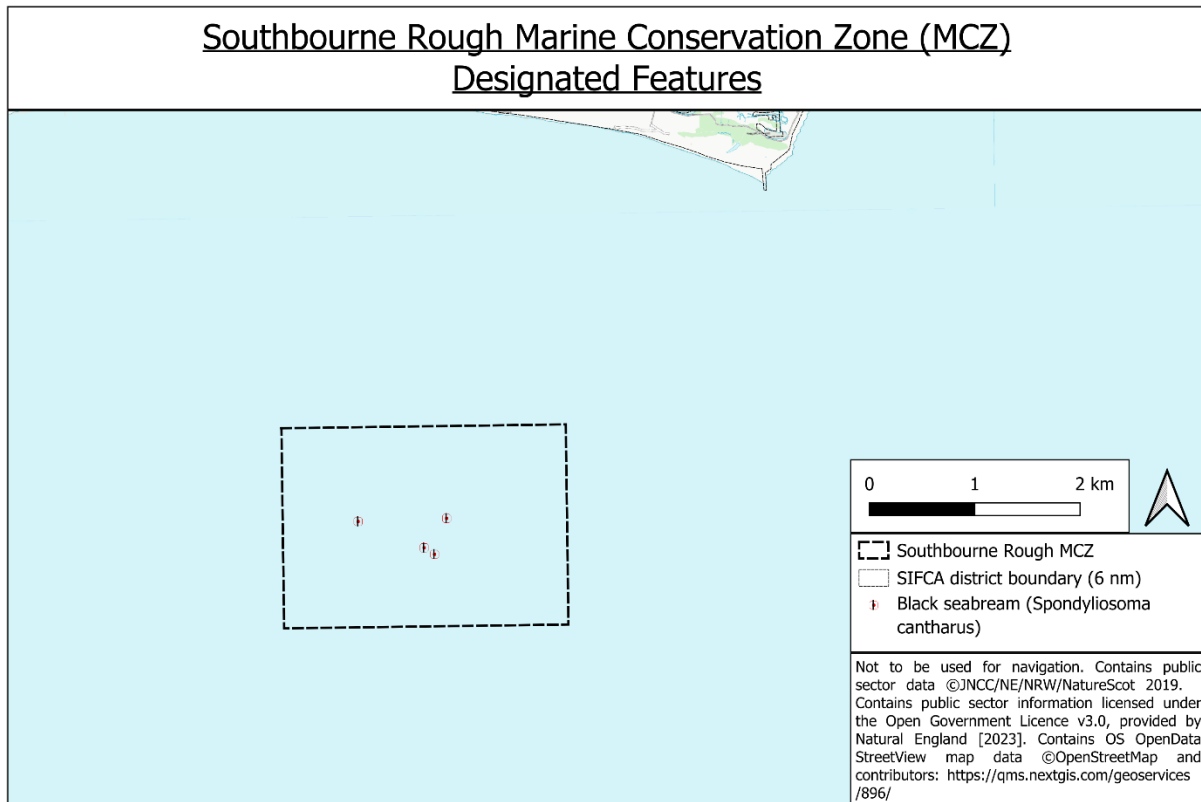 Southbourne Rough Marine Conservation Zone (MCZ)
Designated Features
0 1 2 km
Southbourne Rough MCZ
SIFCA district boundary (6 nm)
Black seabream (Spondyliosoma
cantharus)
Not to be used for navigation. Contains public
sector data ©JNCC/NE/NRW/NatureScot 2019.
Contains public sector information licensed under
the Open Government Licence v3.0, provided by
Natural England [2023]. Contains OS OpenData
StreetView map data ©OpenStreetMap and
contributors: https://qms.nextgis.com/geoservices
/896/